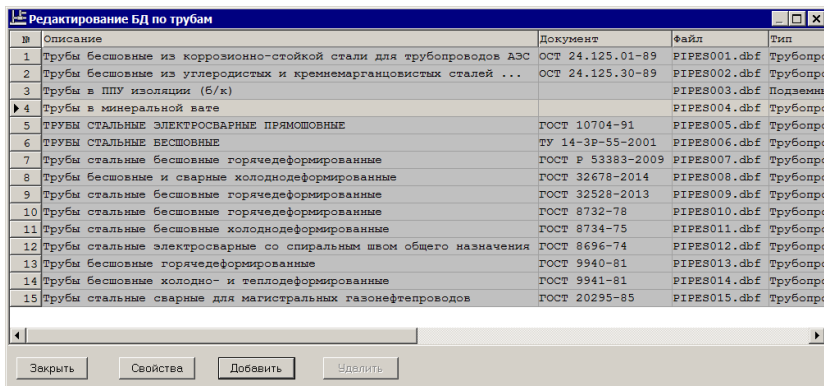 Редактирование БД по трубам
№ Описание Документ Файл Тип
1 Трубы бесшовные из коррозионно-стойкой стали для трубопроводов АЭС ОСТ 24.125.01-89 PIPES001.dbf Трубопро
2 Трубы бесшовные из углеродистых и кремнемарганцовистых сталей ... ОСТ 24.125.30-89 PIPES002.dbf Трубопро
3 Трубы в ППУ изоляции (б/к) PIPES003.dbf Подземны
4 Трубы в минеральной вате PIPES004.dbf Трубопро
5 ТРУБЫ СТАЛЬНЫЕ ЭЛЕКТРОСВАРНЫЕ ПРЯМОШОВНЫЕ ГОСТ 10704-91 PIPES005.dbf Трубопро
6 ТРУБЫ СТАЛЬНЫЕ БЕСШОВНЫЕ ТУ 14-3Р-55-2001 PIPES006.dbf Трубопро
7 Трубы стальные бесшовные горячедеформированные ГОСТ Р 53383-2009 PIPES007.dbf Трубопро
8 Трубы бесшовные и сварные холоднодеформированные ГОСТ 32678-2014 PIPES008.dbf Трубопро
9 Трубы стальные бесшовные горячедеформированные ГОСТ 32528-2013 PIPES009.dbf Трубопро
10 Трубы стальные бесшовные горячедеформированные ГОСТ 8732-78 PIPES010.dbf Трубопро
11 Трубы стальные бесшовные холоднодеформированные ГОСТ 8734-75 PIPES011.dbf Трубопро
12 Трубы стальные электросварные со спиральным швом общего назначения ГОСТ 8696-74 PIPES012.dbf Трубопро
13 Трубы бесшовные горячедеформированные ГОСТ 9940-81 PIPES013.dbf Трубопро
14 Трубы бесшовные холодно- и теплодеформированные ГОСТ 9941-81 PIPES014.dbf Трубопро
15 Трубы стальные сварные для магистральных газонефтепроводов ГОСТ 20295-85 PIPES015.dbf Трубопро
Закрыть Свойства Добавить Удалить